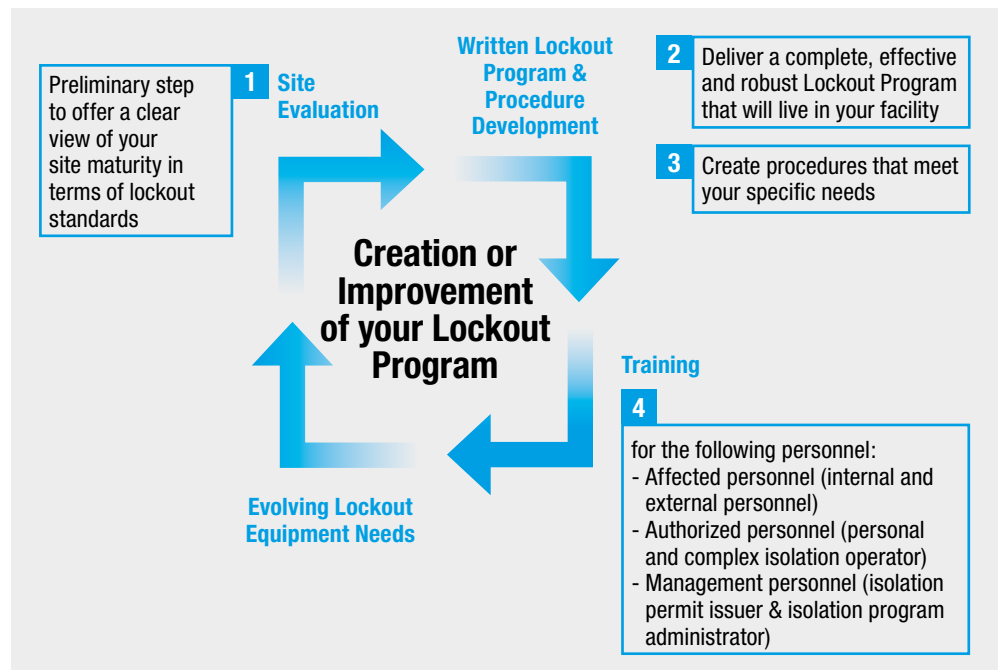 1
Site
Evaluation
Preliminary step
to offer a clear
view of your
site maturity in
terms of lockout
standards
Written Lockout
Program &
Procedure
Development
2
Deliver a complete, effective
and robust Lockout Program
that will live in your facility
3
Create procedures that meet
your specific needs
Creation or
Improvement
of your Lockout
Program
Training
4
for the following personnel:
- Affected personnel (internal and
external personnel)
- Authorized personnel (personal
and complex isolation operator)
- Management personnel (isolation
permit issuer & isolation program
administrator)
Evolving Lockout
Equipment Needs